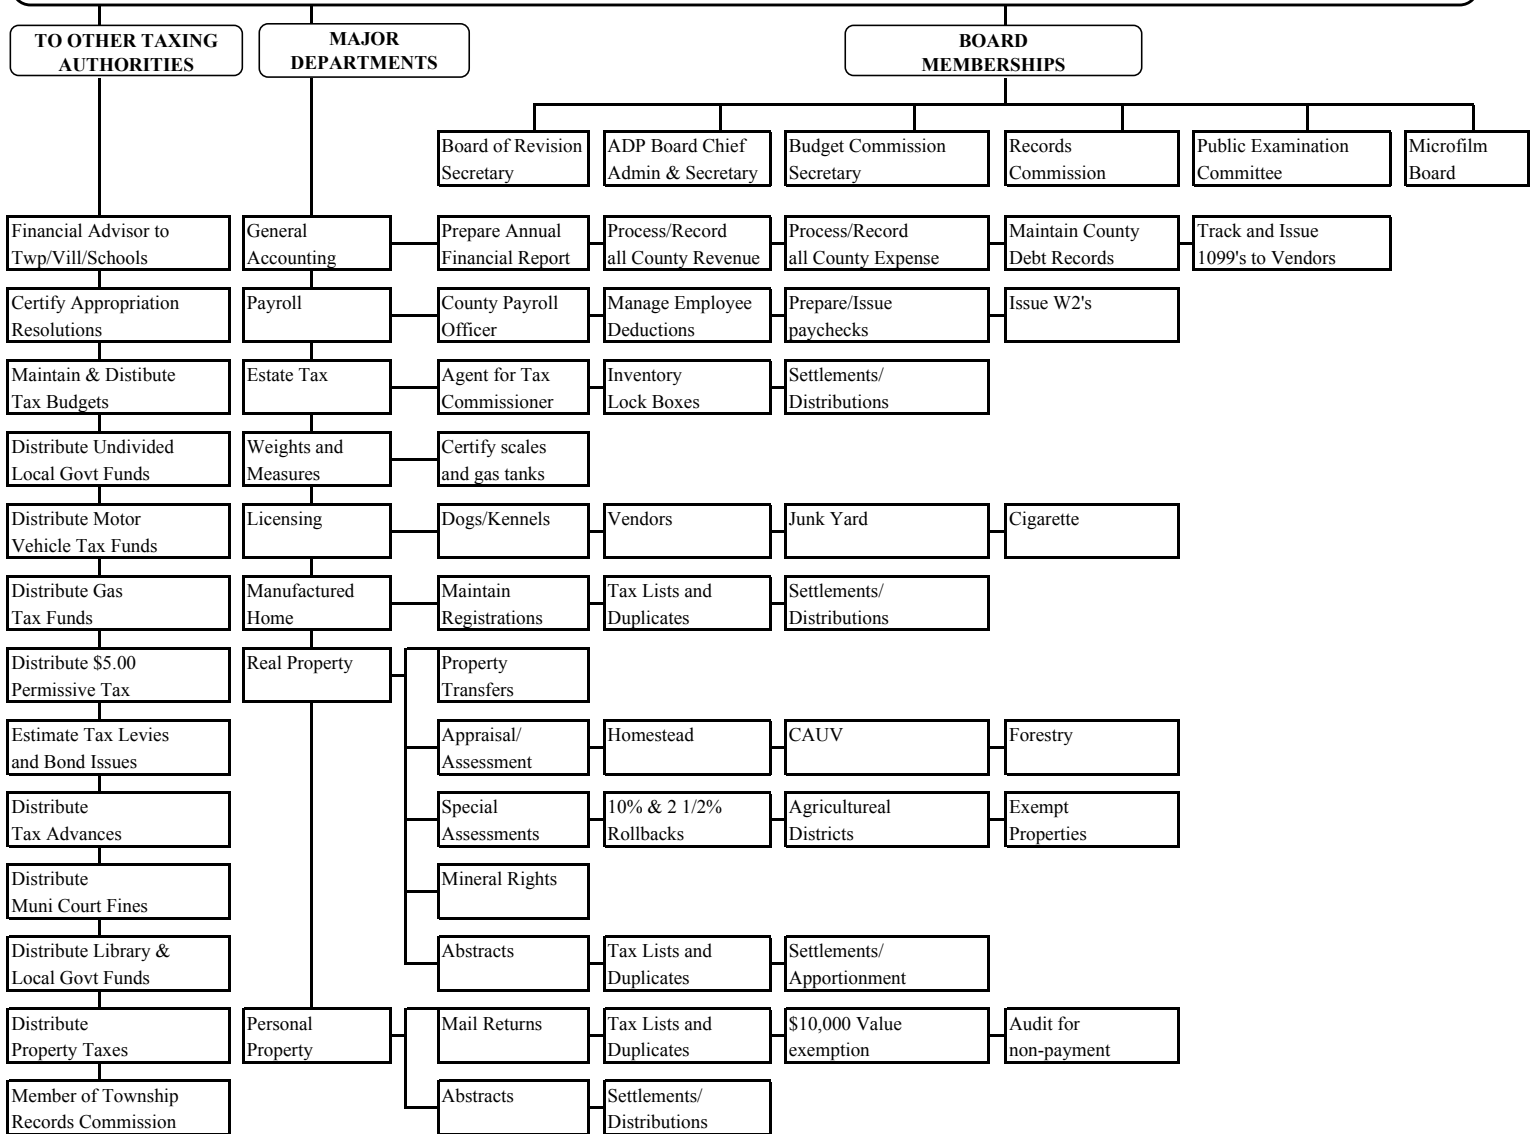 TO OTHER TAXING
AUTHORITIES
MAJOR
DEPARTMENTS
BOARD
MEMBERSHIPS
Board of Revision
Secretary
ADP Board Chief
Admin & Secretary
Budget Commission
Secretary
Records
Commission
Public Examination
Committee
Microfilm
Board
Financial Advisor to
Twp/Vill/Schools
General
Accounting
Prepare Annual
Financial Report
Process/Record
all County Revenue
Process/Record
all County Expense
Maintain County
Debt Records
Track and Issue
1099's to Vendors
Certify Appropriation
Resolutions
Payroll
County Payroll
Officer
Manage Employee
Deductions
Prepare/Issue
paychecks
Issue W2's
Maintain & Distibute
Tax Budgets
Estate Tax
Agent for Tax
Commissioner
Inventory
Lock Boxes
Settlements/
Distributions
Distribute Undivided
Local Govt Funds
Weights and
Measures
Certify scales
and gas tanks
Distribute Motor
Vehicle Tax Funds
Licensing
Dogs/Kennels
Vendors
Junk Yard
Cigarette
Distribute Gas
Tax Funds
Manufactured
Home
Maintain
Registrations
Tax Lists and
Duplicates
Settlements/
Distributions
Distribute $5.00
Permissive Tax
Real Property
Property
Transfers
Estimate Tax Levies
and Bond Issues
Appraisal/
Assessment
Homestead
CAUV
Forestry
Distribute
Tax Advances
Special
Assessments
10% & 2 1/2%
Rollbacks
Agricultureal
Districts
Exempt
Properties
Distribute
Muni Court Fines
Mineral Rights
Distribute Library &
Local Govt Funds
Abstracts
Tax Lists and
Duplicates
Settlements/
Apportionment
Distribute
Property Taxes
Personal
Property
Mail Returns
Tax Lists and
Duplicates
$10,000 Value
exemption
Audit for
non-payment
Member of Township
Records Commission
Abstracts
Settlements/
Distributions